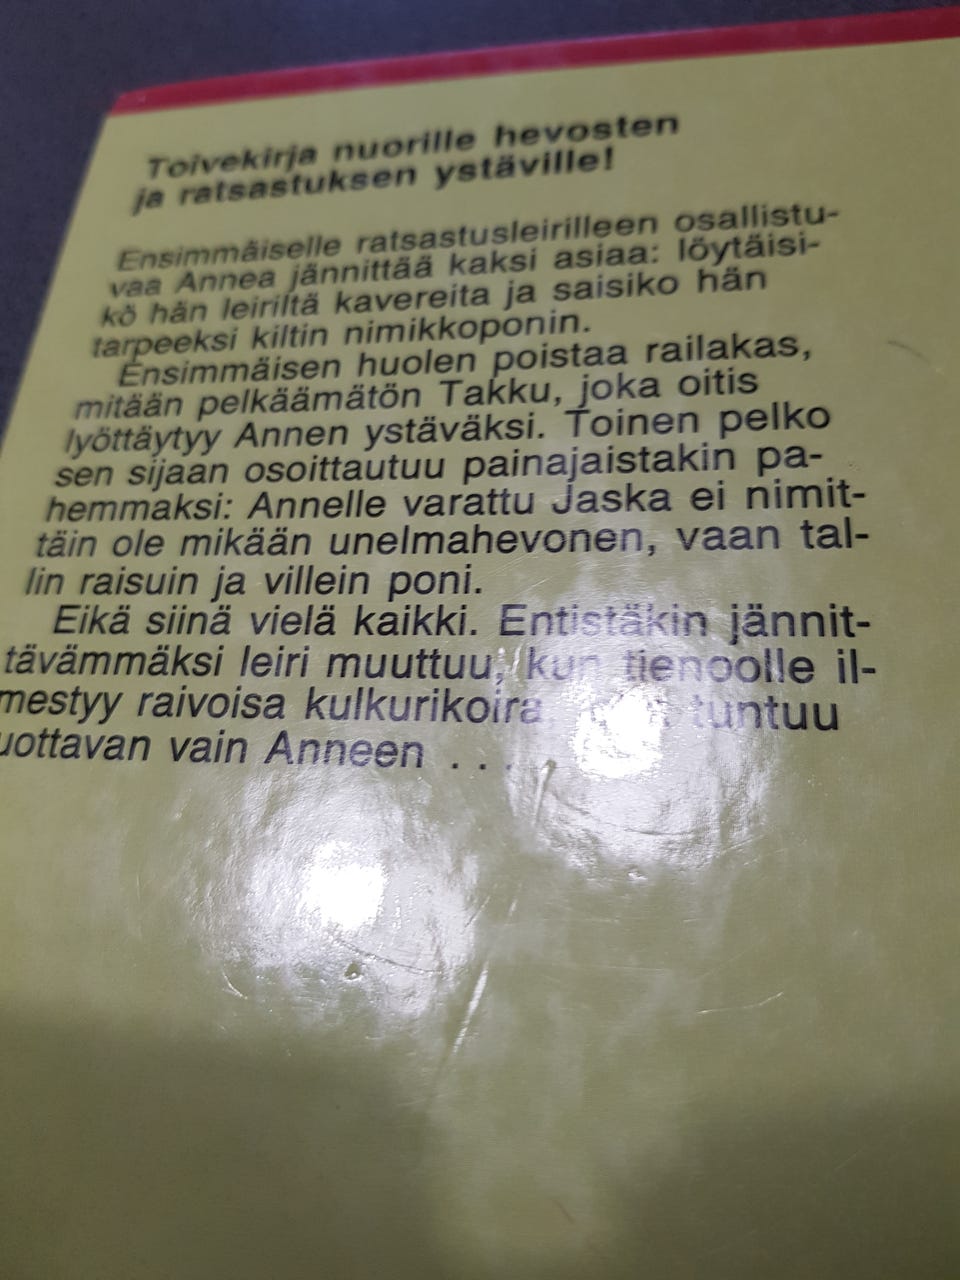 Toivekirja nuorille hevosten
ja ratsastuksen ystäville!
Ensimmäiselle ratsastusleirilleen osallistu-
vaa Annea jännittää kaksi asiaa: löytäisi-
kö hän leiriltä kavereita ja saisiko hän
tarpeeksi kiltin nimikkoponin.
Ensimmäisen huolen poistaa railakas,
mitään pelkäämätön Takku, joka oitis
lyöttäytyy Annen ystäväksi. Toinen pelko
sen sijaan osoittautuu painajaistakin pa-
hemmaksi: Annelle varattu Jaska ei nimit-
täin ole mikään unelmahevonen, vaan tal-
lin raisuin ja villein poni.
Eikä siinä vielä kaikki. Entistäkin jännit-
tävämmäksi leiri muuttuu, kun tienoolle il-
mestyy raivoisa kulkurikoira, tuntuu
uottavan vain Anneen . . .